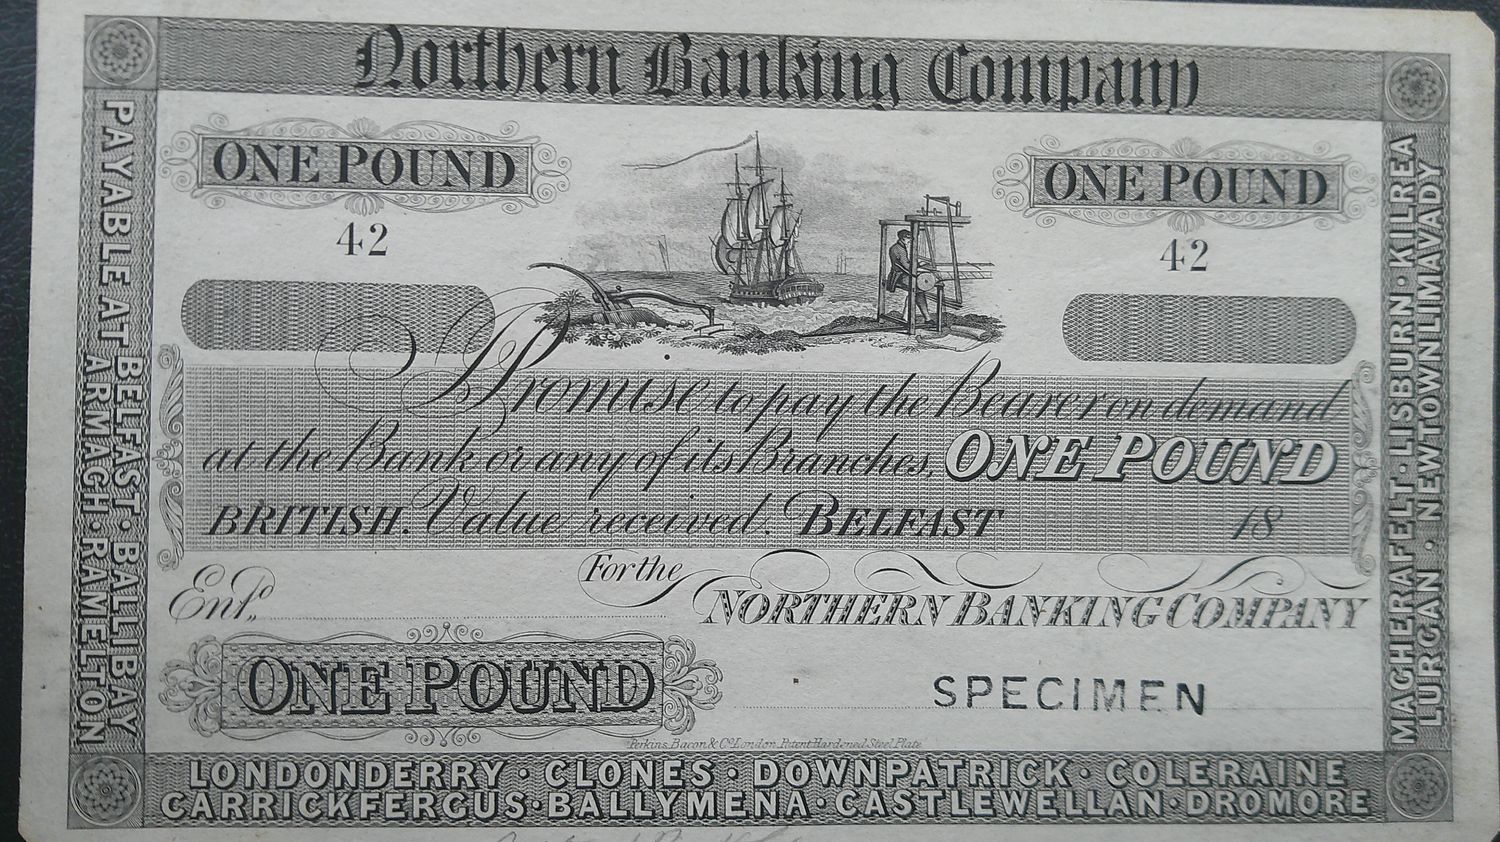 Northern Banking Company
ONE POUND
ONE POUND
42
42
PAYABLE AT BELFAST · BALLIBAY
ARMAGH · RAMELTON
MAGHERAFELT · LISBURN · KILREA
LURGAN · NEWTOWNLIMAVADY
I Promise to pay the Bearer on demand
at the Bank or any of its Branches, ONE POUND
BRITISH. Value received. BELFAST 18
For the
Entd.
NORTHERN BANKING COMPANY
ONE POUND
SPECIMEN
Perkins, Bacon & Co. London. Patent Hardened Steel Plate
LONDONDERRY · CLONES · DOWNPATRICK · COLERAINE
CARRICKFERGUS · BALLYMENA · CASTLEWELLAN · DROMORE